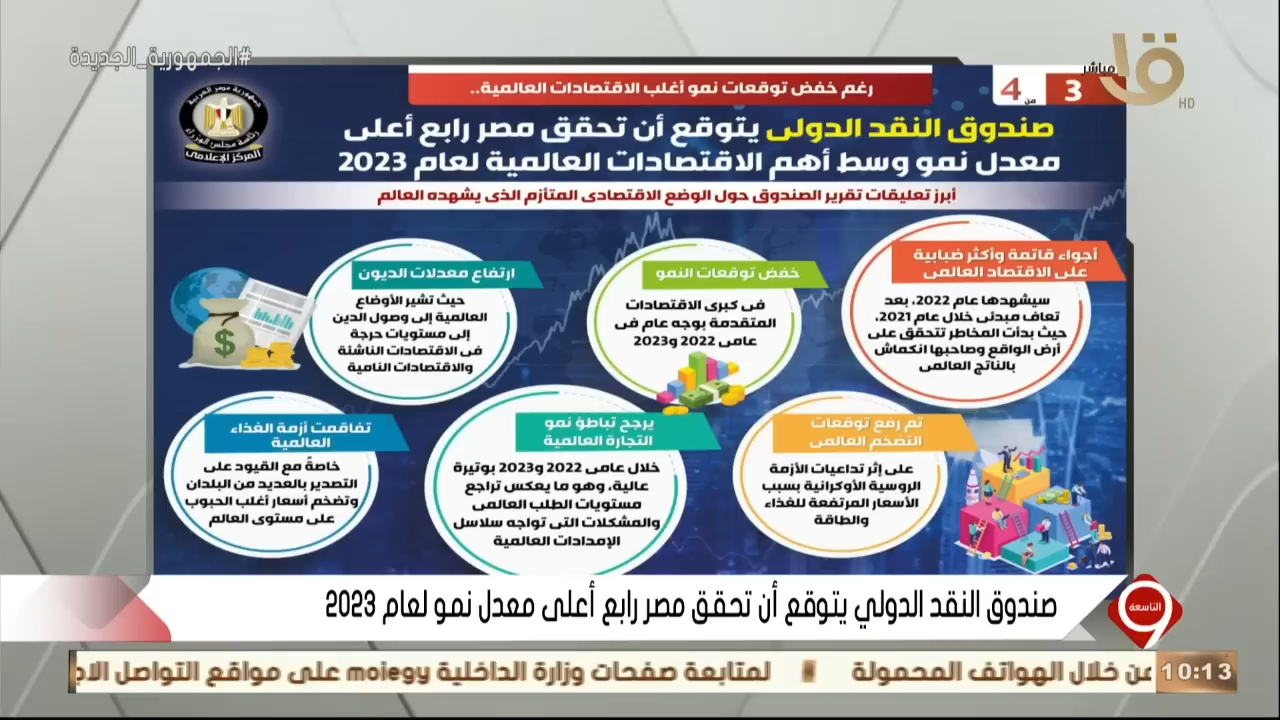 #الجمهورية_الجديدة
مباشر
HD
3 من 4
رغم خفض توقعات نمو أغلب الاقتصادات العالمية..
صندوق النقد الدولى يتوقع أن تحقق مصر رابع أعلى
معدل نمو وسط أهم الاقتصادات العالمية لعام 2023
جمهورية مصر العربية
رئاسة مجلس الوزراء
المركز الإعلامى
أبرز تعليقات تقرير الصندوق حول الوضع الاقتصادى المتأزم الذى يشهده العالم
أجواء قاتمة وأكثر ضبابية
على الاقتصاد العالمى
سيشهدها عام 2022، بعد
تعاف مبدئى خلال عام 2021،
حيث بدأت المخاطر تتحقق على
أرض الواقع وصاحبها انكماش
بالناتج العالمى
خفض توقعات النمو
فى كبرى الاقتصادات
المتقدمة بوجه عام فى
عامى 2022 و2023
ارتفاع معدلات الديون
حيث تشير الأوضاع
العالمية إلى وصول الدين
إلى مستويات حرجة
فى الاقتصادات الناشئة
والاقتصادات النامية
تم رفع توقعات
التضخم العالمى
على إثر تداعيات الأزمة
الروسية الأوكرانية بسبب
الأسعار المرتفعة للغذاء
والطاقة
يرجح تباطؤ نمو
التجارة العالمية
خلال عامى 2022 و2023 بوتيرة
عالية، وهو ما يعكس تراجع
مستويات الطلب العالمى
والمشكلات التى تواجه سلاسل
الإمدادات العالمية
تفاقمت أزمة الغذاء
العالمية
خاصةً مع القيود على
التصدير بالعديد من البلدان
وتضخم أسعار أغلب الحبوب
على مستوى العالم
التاسعة
صندوق النقد الدولي يتوقع أن تحقق مصر رابع أعلى معدل نمو لعام 2023
10:13
من خلال الهواتف المحمولة لمتابعة صفحات وزارة الداخلية moiegy على مواقع التواصل